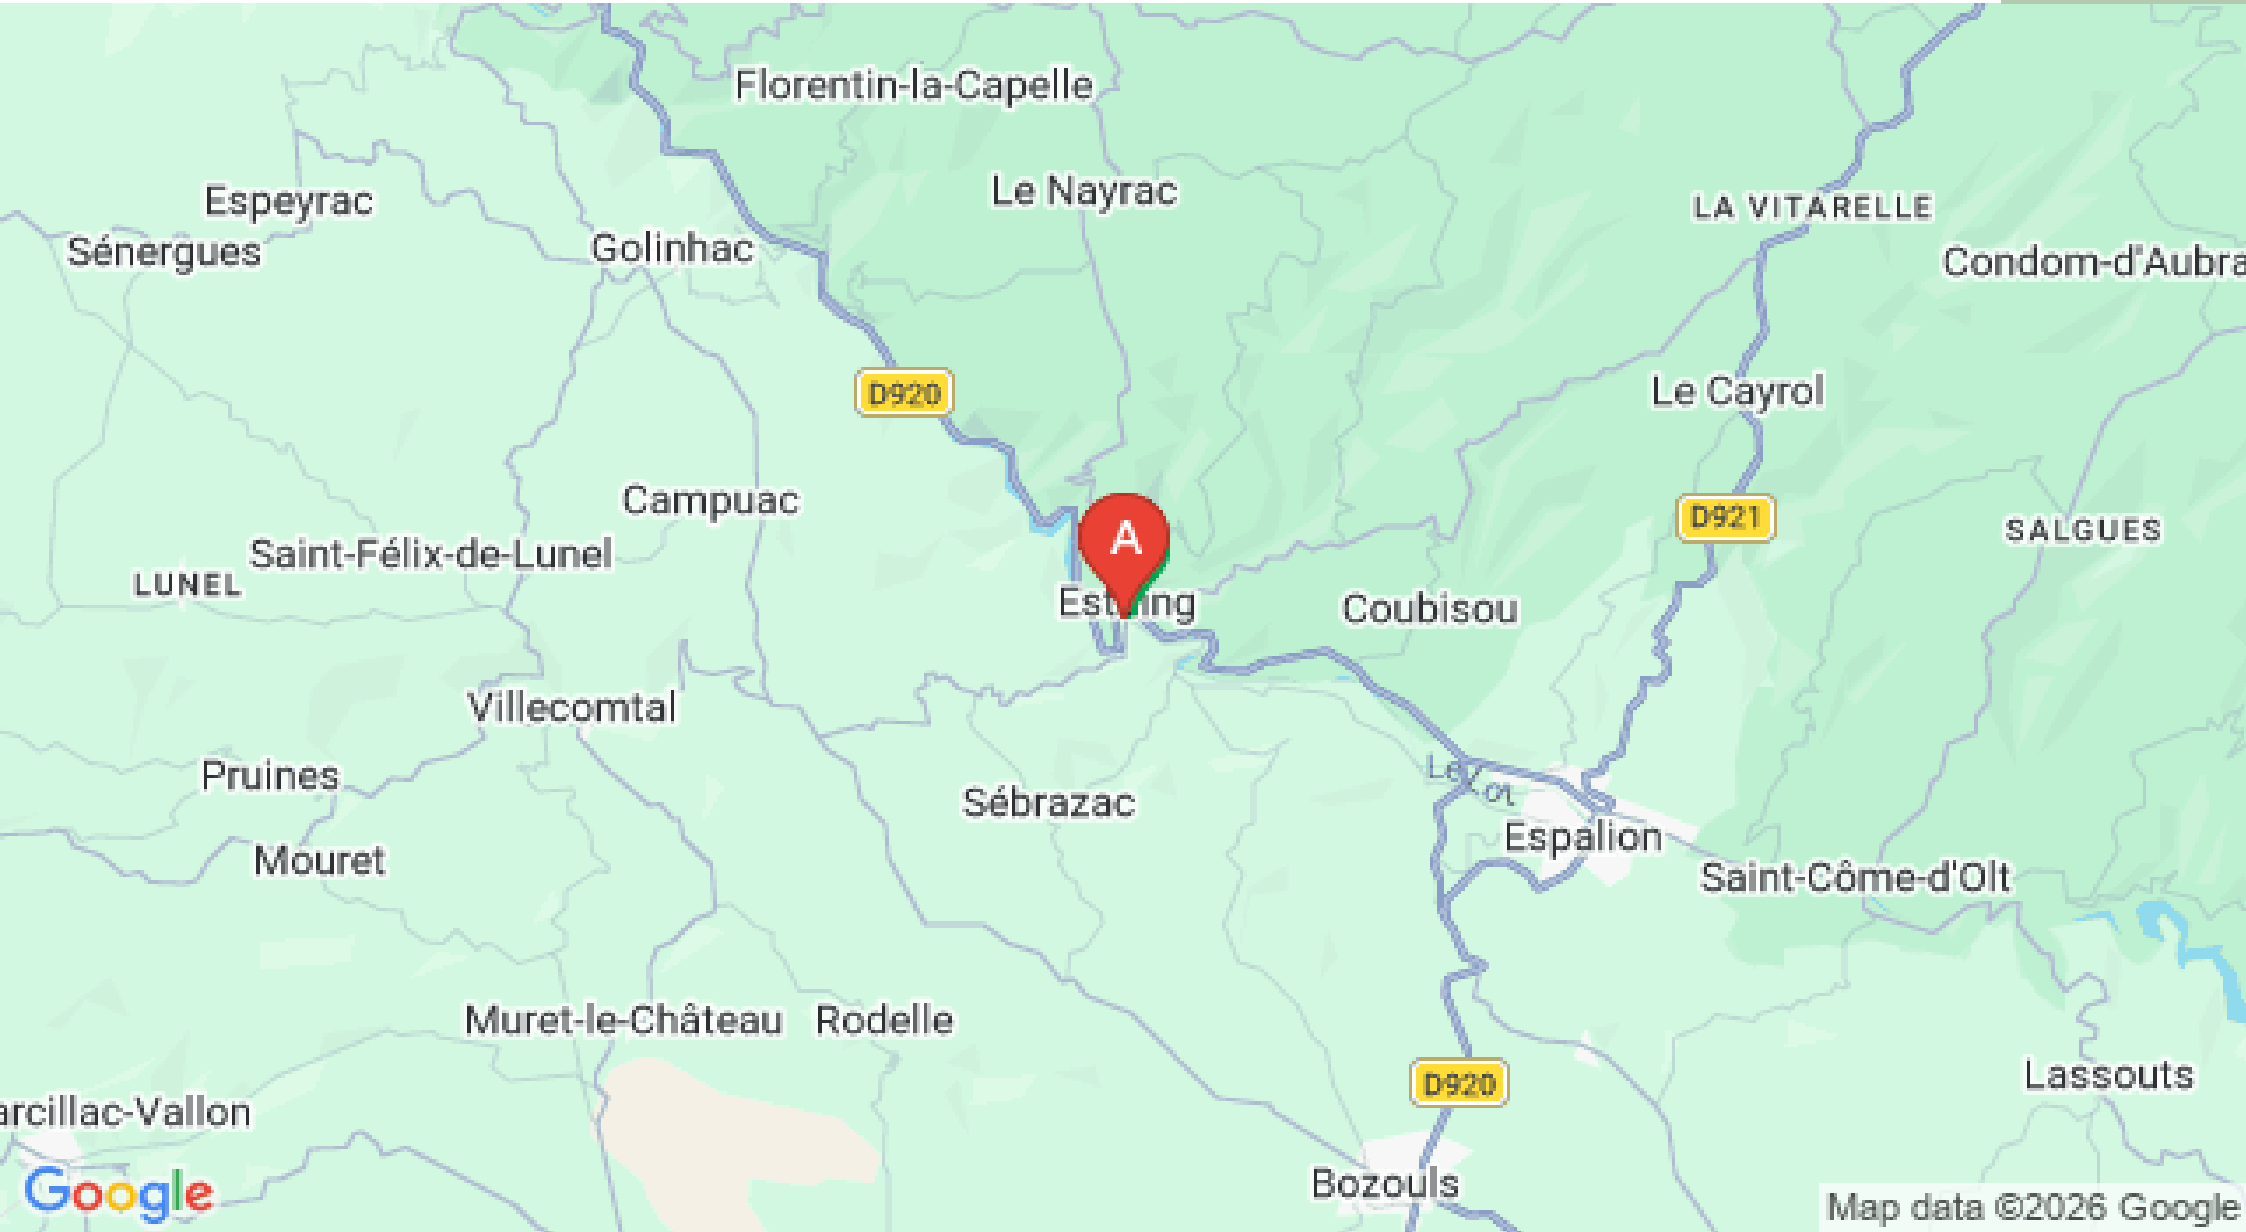 Florentin-la-Capelle
Le Nayrac
Espeyrac
LA VITARELLE
Sénergues
Golinhac
Condom-d'Aubra
D920
Le Cayrol
Campuac
D921
SALGUES
A
Saint-Félix-de-Lunel
LUNEL
Coubisou
Villecomtal
Pruines
Sébrazac
Espalion
Mouret
Saint-Côme-d'Olt
Muret-le-Château
Rodelle
Lassouts
D920
arcillac-Vallon
Bozouls
Google
Map data ©2026 Google